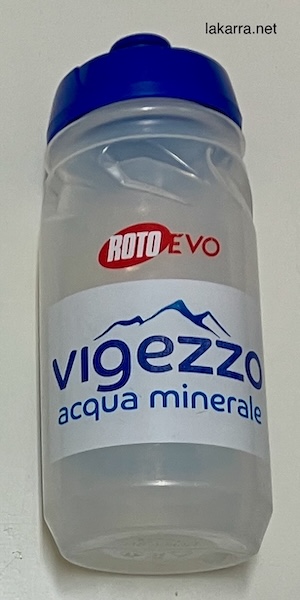 lakarra.net
ROTO EVO
vigezzo
acqua minerale